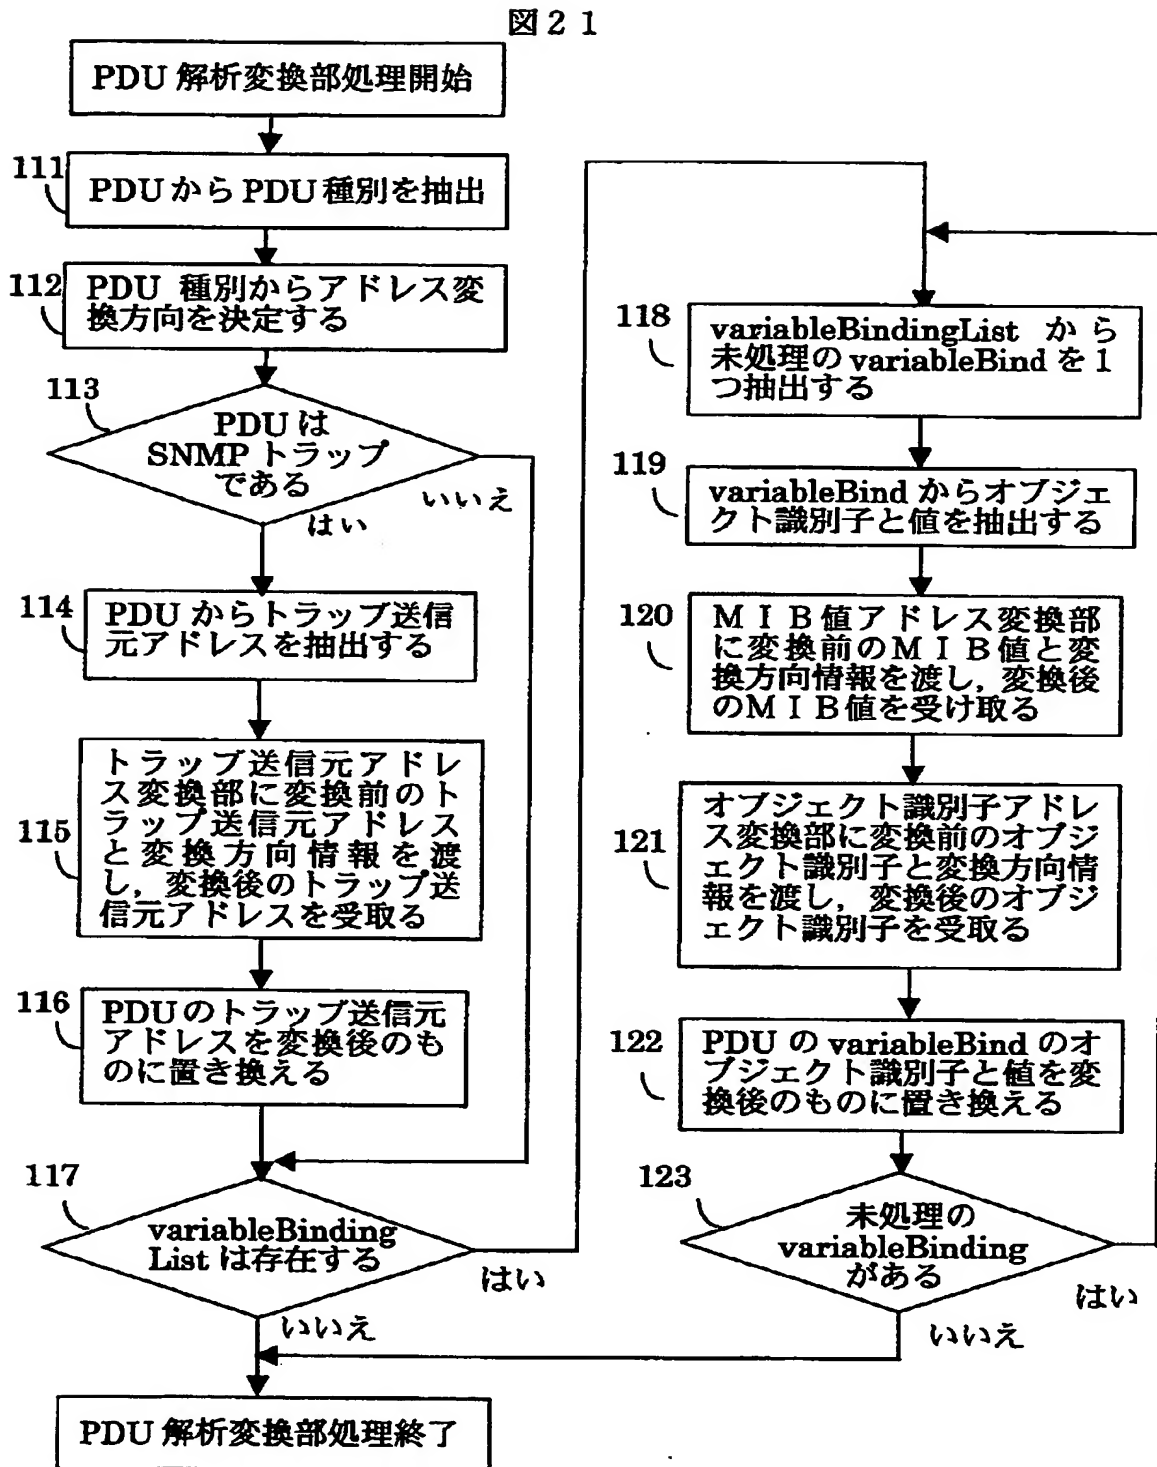 図２１
PDU 解析変換部処理開始
111
PDUからPDU種別を抽出
112
PDU 種別からアドレス変
換方向を決定する
113
PDU は
SNMP トラップ
である
いいえ
はい
114
PDU からトラップ送信
元アドレスを抽出する
115
トラップ送信元アドレ
ス変換部に変換前のト
ラップ送信元アドレス
と変換方向情報を渡
し，変換後のトラップ送
信元アドレスを受取る
116
PDUのトラップ送信元
アドレスを変換後のも
のに置き換える
117
variableBinding
List は存在する
はい
いいえ
PDU 解析変換部処理終了
118
variableBindingList から
未処理の variableBind を１
つ抽出する
119
variableBind からオブジェ
クト識別子と値を抽出する
120
ＭＩＢ値アドレス変換部
に変換前のＭＩＢ値と変
換方向情報を渡し，変換後
のＭＩＢ値を受け取る
121
オブジェクト識別子アドレ
ス変換部に変換前のオブジ
ェクト識別子と変換方向情
報を渡し，変換後のオブジ
ェクト識別子を受取る
122
PDU の variableBind のオ
ブジェクト識別子と値を変
換後のものに置き換える
123
未処理の
variableBinding
がある
はい
いいえ